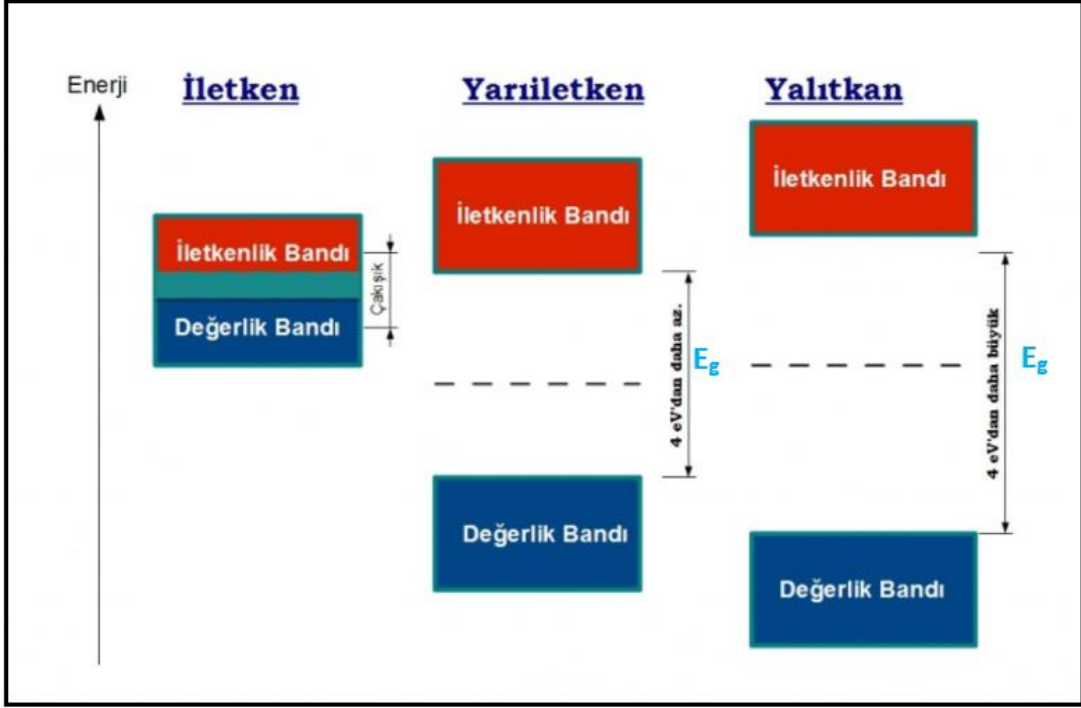 Enerji
İletken
Yarıiletken
Yalıtkan
İletkenlik Bandı
Değerlik Bandı
Çakışık
İletkenlik Bandı
Değerlik Bandı
4 eV'dan daha az.
Eg
İletkenlik Bandı
Değerlik Bandı
4 eV'dan daha büyük
Eg